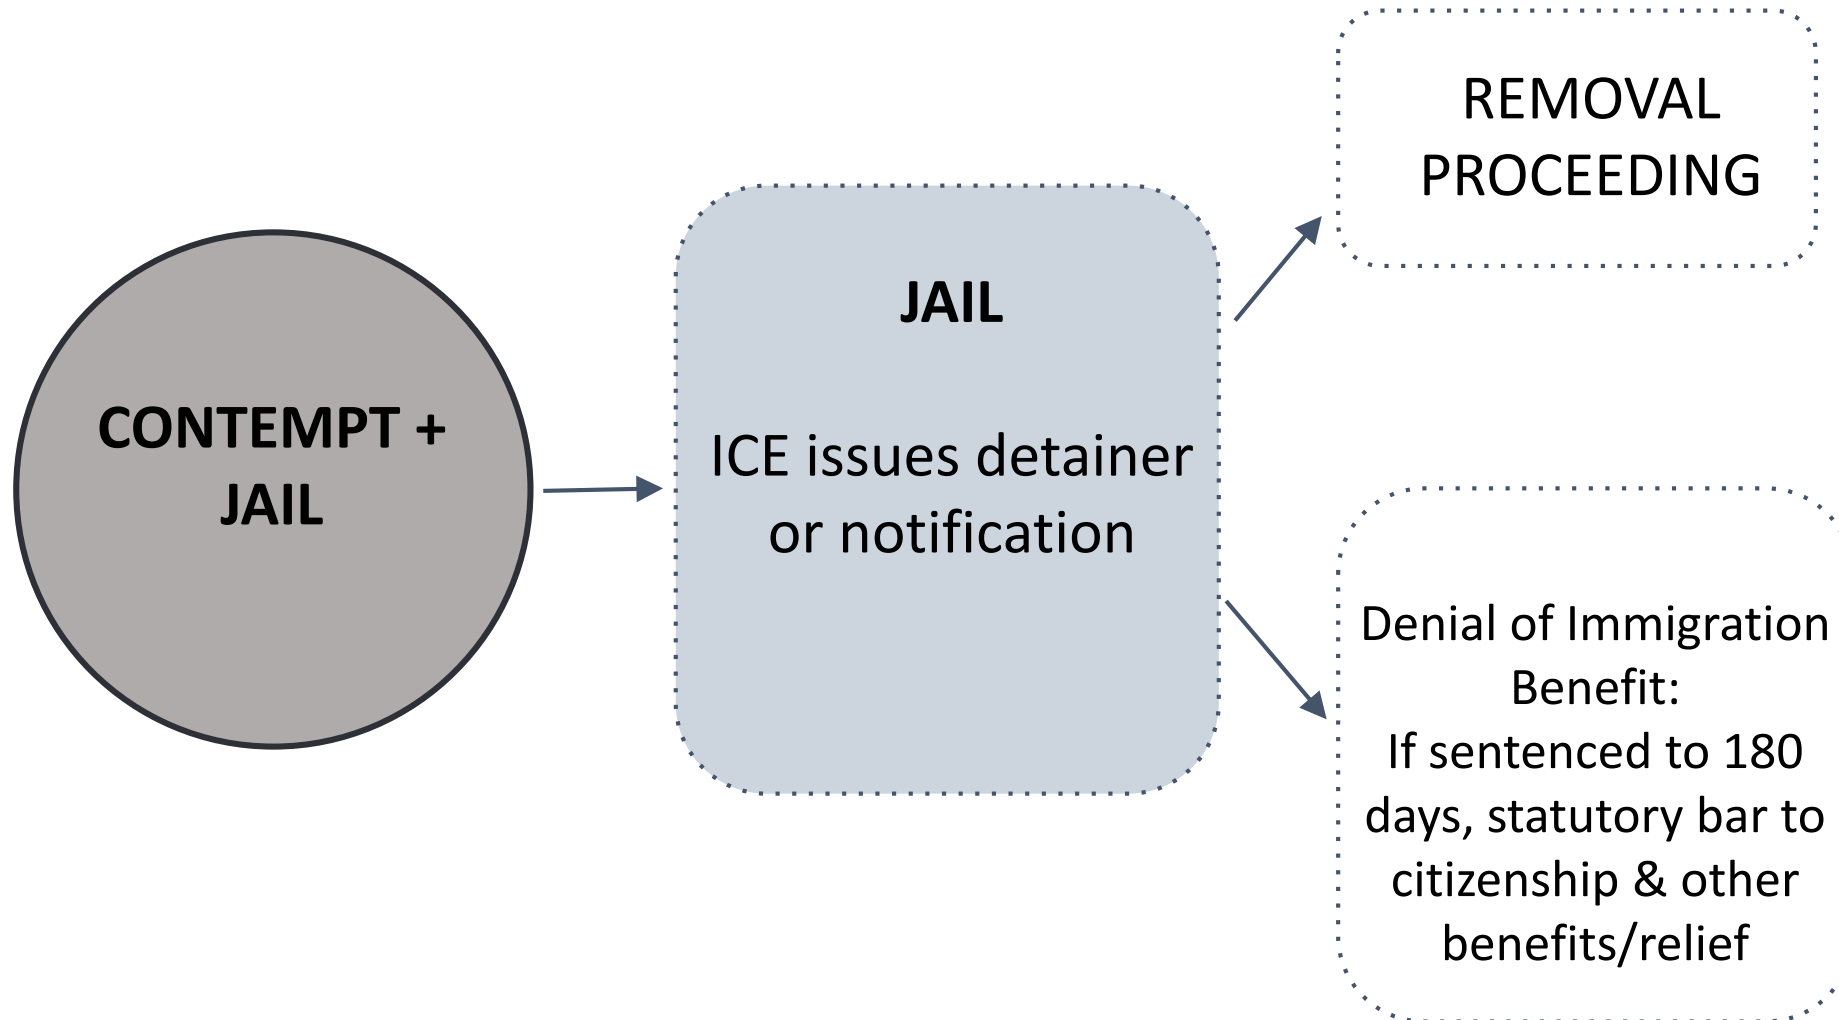 CONTEMPT +
JAIL
JAIL
ICE issues detainer
or notification
REMOVAL
PROCEEDING
Denial of Immigration
Benefit:
If sentenced to 180
days, statutory bar to
citizenship & other
benefits/relief